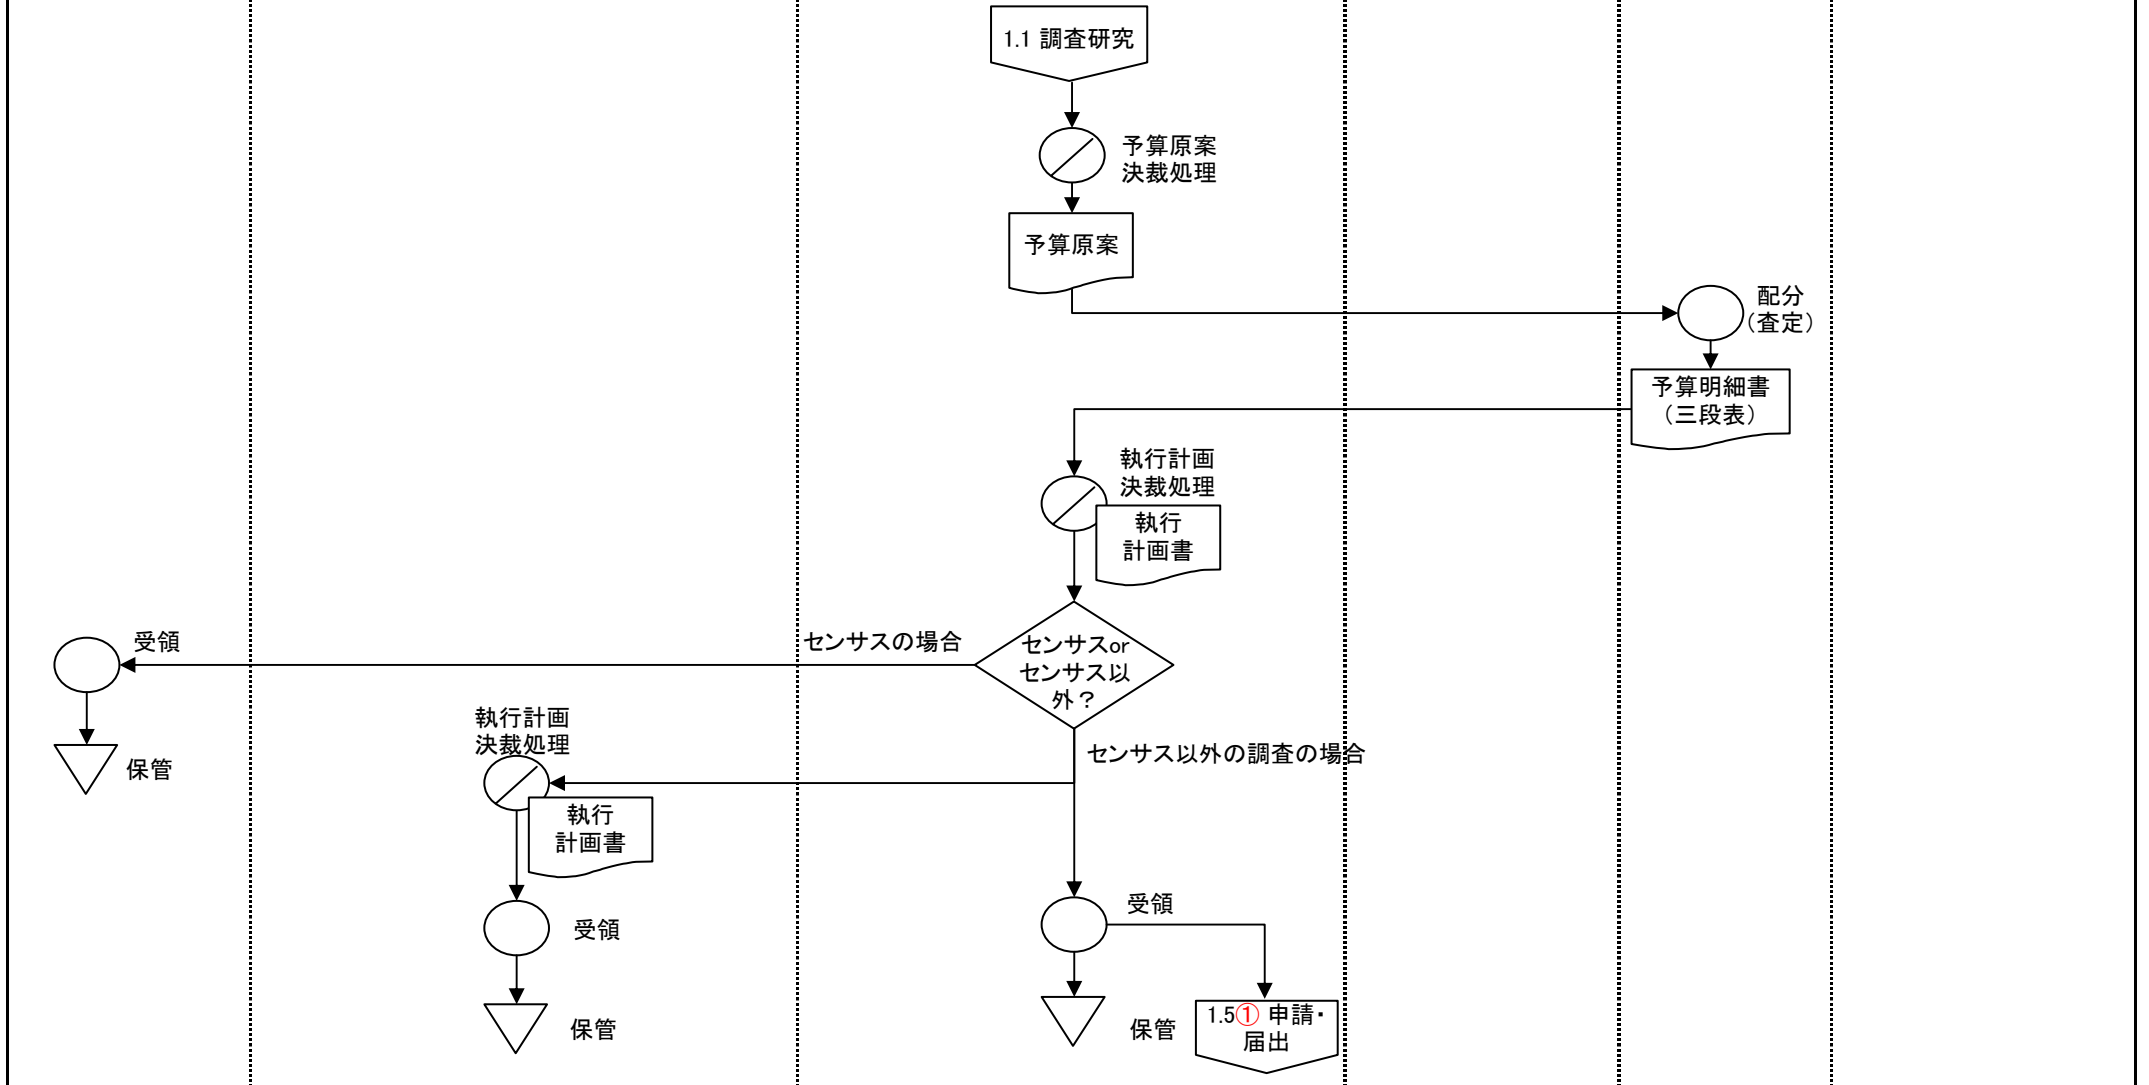 1.1 調査研究
予算原案
決裁処理
予算原案
配分
（査定）
予算明細書
（三段表）
執行計画
決裁処理
執行
計画書
受領
センサスの場合
センサスor
センサス以
外？
執行計画
決裁処理
センサス以外の調査の場合
保管
執行
計画書
受領
受領
保管
保管
1.5① 申請・
届出